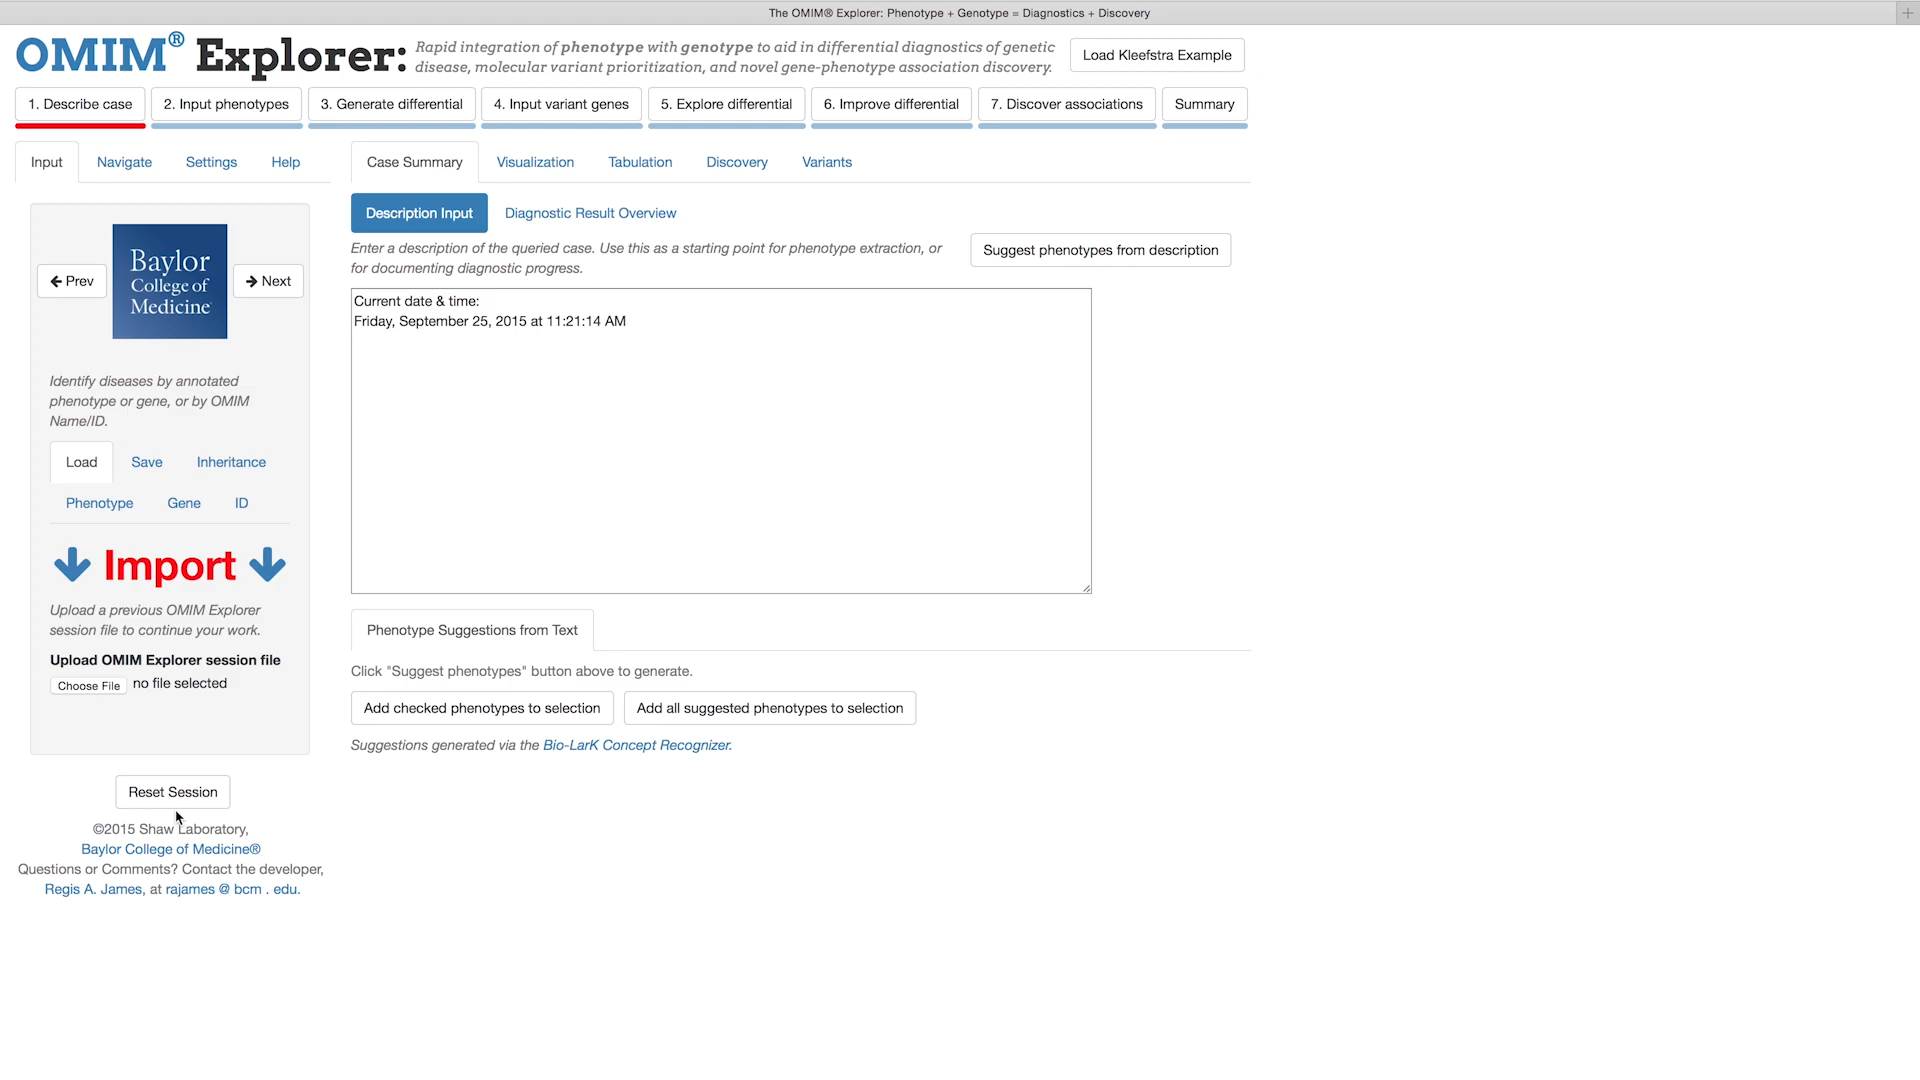 The OMIM® Explorer: Phenotype + Genotype = Diagnostics + Discovery
OMIM® Explorer:
Rapid integration of phenotype with genotype to aid in differential diagnostics of genetic
disease, molecular variant prioritization, and novel gene-phenotype association discovery.
Load Kleefstra Example
1. Describe case
2. Input phenotypes
3. Generate differential
4. Input variant genes
5. Explore differential
6. Improve differential
7. Discover associations
Summary
Input
Navigate
Settings
Help
Prev
Baylor
College of
Medicine
Next
Identify diseases by annotated
phenotype or gene, or by OMIM
Name/ID.
Load
Save
Inheritance
Phenotype
Gene
ID
Import
Upload a previous OMIM Explorer
session file to continue your work.
Upload OMIM Explorer session file
Choose File no file selected
Reset Session
©2015 Shaw Laboratory,
Baylor College of Medicine®
Questions or Comments? Contact the developer,
Regis A. James, at rajames @ bcm . edu.
Case Summary
Visualization
Tabulation
Discovery
Variants
Description Input
Diagnostic Result Overview
Enter a description of the queried case. Use this as a starting point for phenotype extraction, or
for documenting diagnostic progress.
Suggest phenotypes from description
Current date & time:
Friday, September 25, 2015 at 11:21:14 AM
Phenotype Suggestions from Text
Click "Suggest phenotypes" button above to generate.
Add checked phenotypes to selection
Add all suggested phenotypes to selection
Suggestions generated via the Bio-LarK Concept Recognizer.